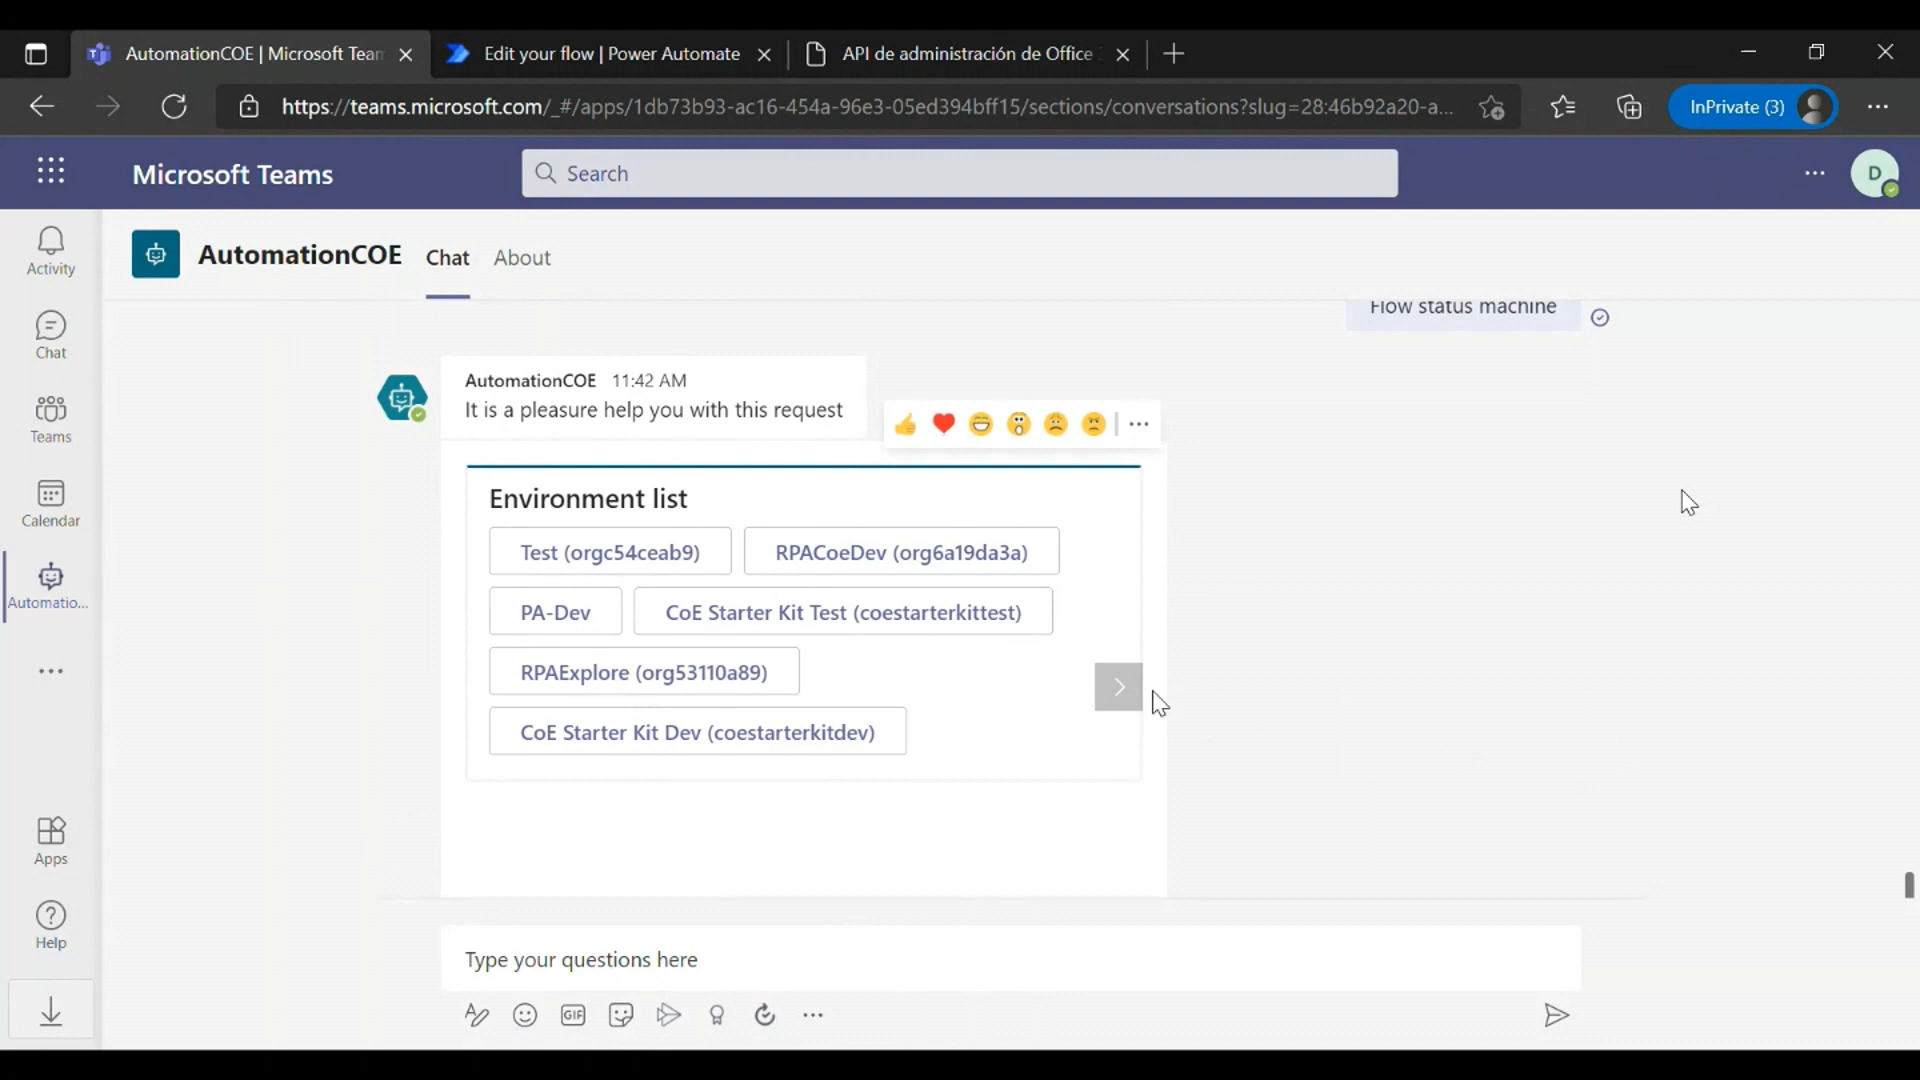 AutomationCOE | Microsoft Team
Edit your flow | Power Automate
API de administración de Office
https://teams.microsoft.com/_#/apps/1db73b93-ac16-454a-96e3-05ed394bff15/sections/conversations?slug=28:46b92a20-a...
InPrivate (3)
Microsoft Teams
Search
D
AutomationCOE
Chat
About
Activity
Chat
Teams
Calendar
Automatio...
Apps
Help
Flow status machine
AutomationCOE 11:42 AM
It is a pleasure help you with this request
Environment list
Test (orgc54ceab9)
RPACoeDev (org6a19da3a)
PA-Dev
CoE Starter Kit Test (coestarterkittest)
RPAExplore (org53110a89)
CoE Starter Kit Dev (coestarterkitdev)
Type your questions here
GIF